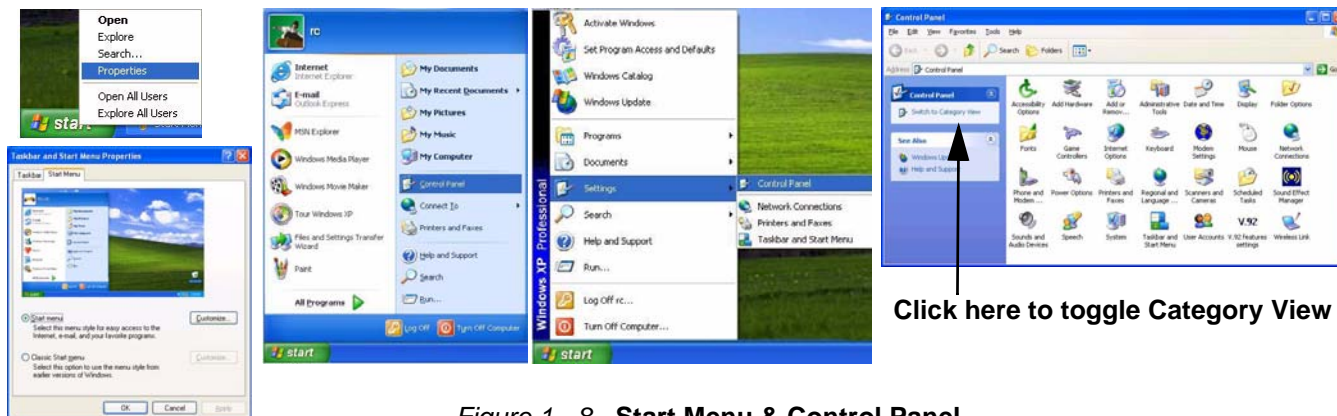 Open
Explore
Search...
Properties
Open All Users
Explore All Users
start
Taskbar and Start Menu Properties
Taskbar
Start Menu
Start menu
Customize...
Select this menu style for easy access to the
Internet, e-mail, and your favorite programs.
Classic Start menu
Customize...
Select this option to use the menu style from
earlier versions of Windows.
OK
Cancel
Apply
rc
Internet
Internet Explorer
E-mail
Outlook Express
MSN Explorer
Windows Media Player
Windows Movie Maker
Tour Windows XP
Files and Settings Transfer
Wizard
Paint
All Programs
My Documents
My Recent Documents
My Pictures
My Music
My Computer
Control Panel
Connect To
Printers and Faxes
Help and Support
Search
Run...
Log Off
Turn Off Computer
start
Windows XP Professional
Activate Windows
Set Program Access and Defaults
Windows Catalog
Windows Update
Programs
Documents
Settings
Search
Help and Support
Run...
Log Off rc...
Turn Off Computer...
Control Panel
Network Connections
Printers and Faxes
Taskbar and Start Menu
start
Control Panel
File Edit View Favorites Tools Help
Back
Search
Folders
Address
Control Panel
Go
Control Panel
Switch to Category View
See Also
Windows
Help and Support
Accessibility
Options
Add Hardware
Add or
Remov...
Administrative
Tools
Date and Time
Display
Folder Options
Fonts
Game
Controllers
Internet
Options
Keyboard
Modem
Settings
Mouse
Network
Connections
Phone and
Modem ...
Power Options
Printers and
Faxes
Regional and
Language ...
Scanners and
Cameras
Scheduled
Tasks
Sound Effect
Manager
Sounds and
Audio Devices
Speech
System
Taskbar and
Start Menu
User Accounts
V.92
V.92 Features
settings
Wireless Link
Click here to toggle Category View
Figure 1 - 8 Start Menu & Control Panel